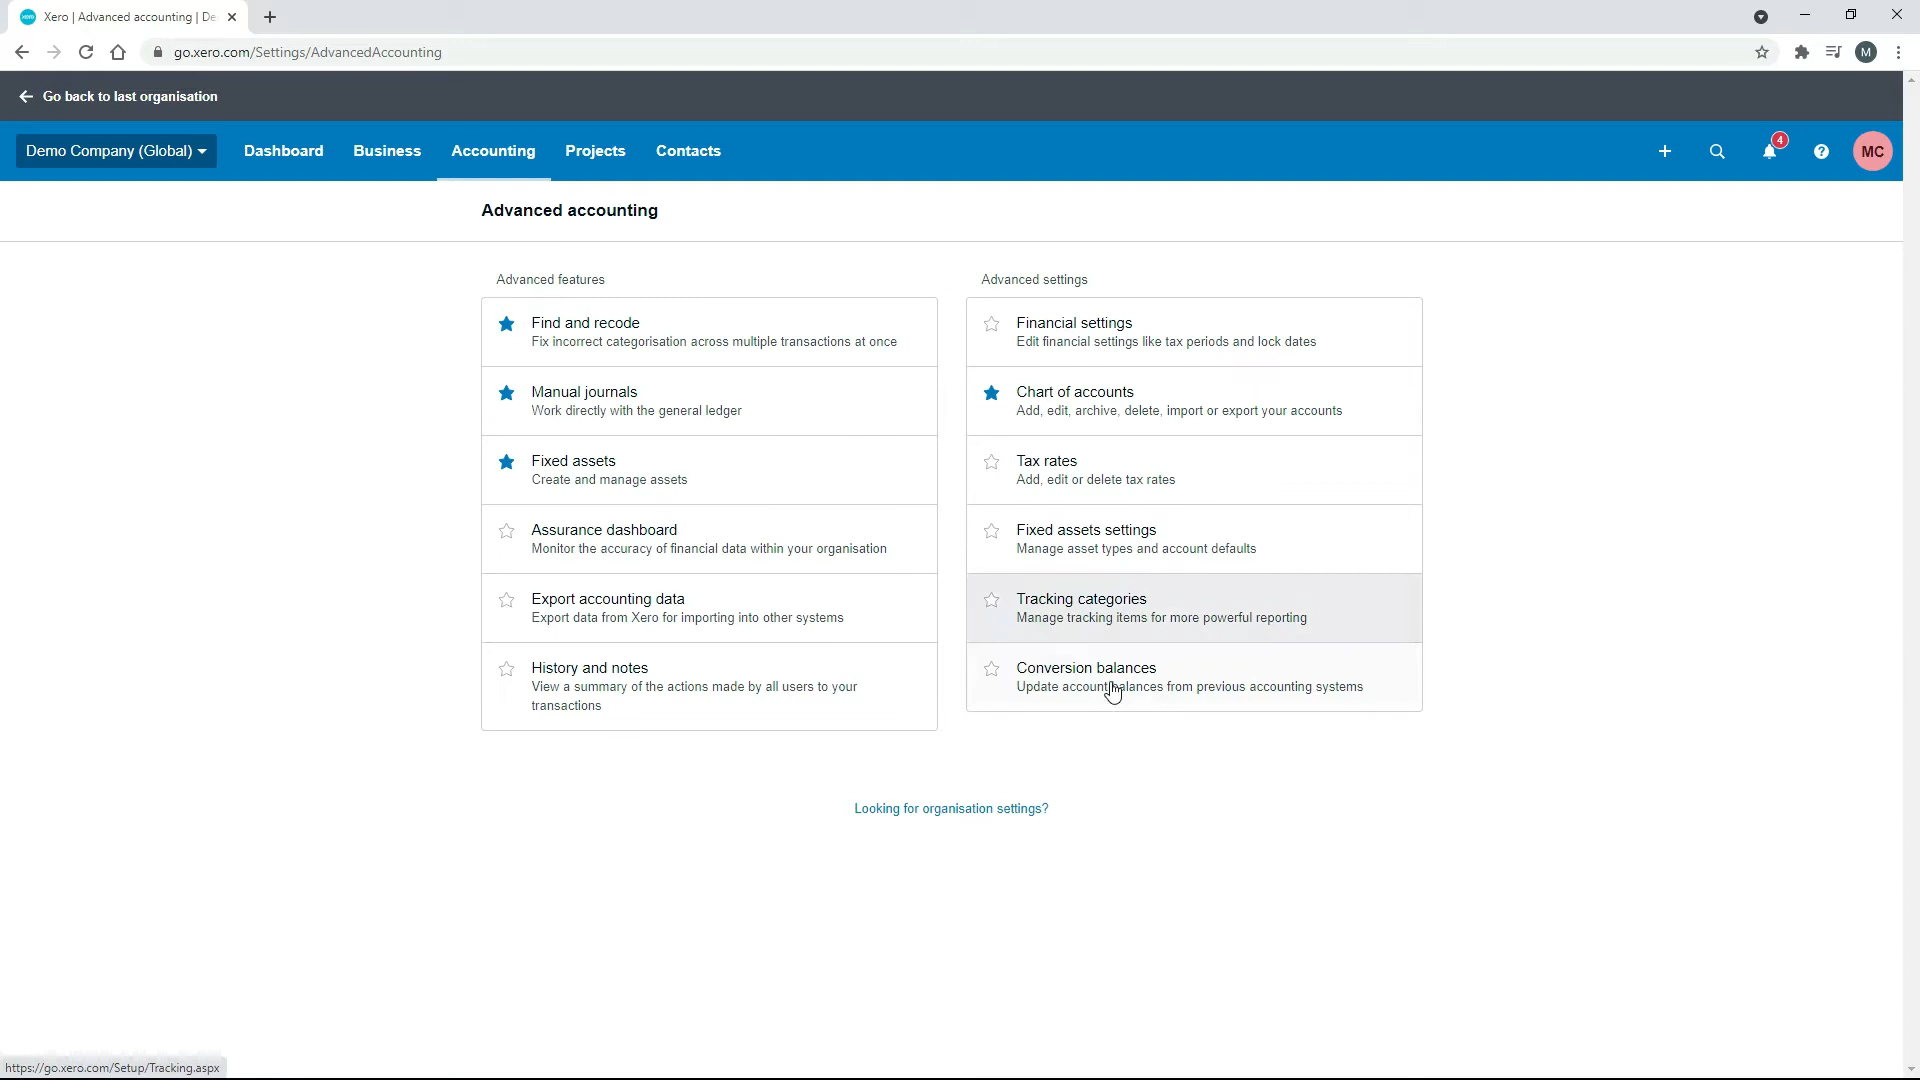 Xero | Advanced accounting | De
go.xero.com/Settings/AdvancedAccounting
M
Go back to last organisation
Demo Company (Global)
Dashboard
Business
Accounting
Projects
Contacts
4
MC
Advanced accounting
Advanced features
Find and recode
Fix incorrect categorisation across multiple transactions at once
Manual journals
Work directly with the general ledger
Fixed assets
Create and manage assets
Assurance dashboard
Monitor the accuracy of financial data within your organisation
Export accounting data
Export data from Xero for importing into other systems
History and notes
View a summary of the actions made by all users to your
transactions
Advanced settings
Financial settings
Edit financial settings like tax periods and lock dates
Chart of accounts
Add, edit, archive, delete, import or export your accounts
Tax rates
Add, edit or delete tax rates
Fixed assets settings
Manage asset types and account defaults
Tracking categories
Manage tracking items for more powerful reporting
Conversion balances
Update account balances from previous accounting systems
Looking for organisation settings?
https://go.xero.com/Setup/Tracking.aspx